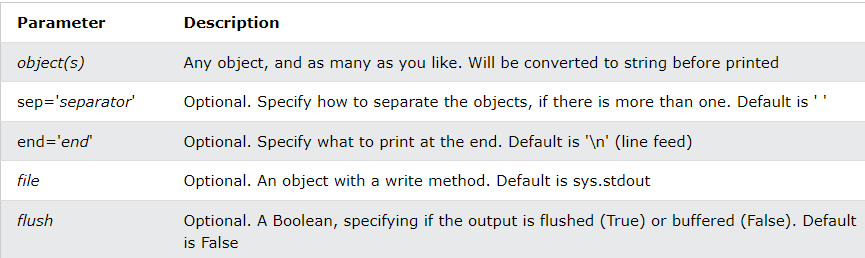 Parameter Description
object(s) Any object, and as many as you like. Will be converted to string before printed
sep='separator' Optional. Specify how to separate the objects, if there is more than one. Default is ' '
end='end' Optional. Specify what to print at the end. Default is '\n' (line feed)
file Optional. An object with a write method. Default is sys.stdout
flush Optional. A Boolean, specifying if the output is flushed (True) or buffered (False). Default
is False